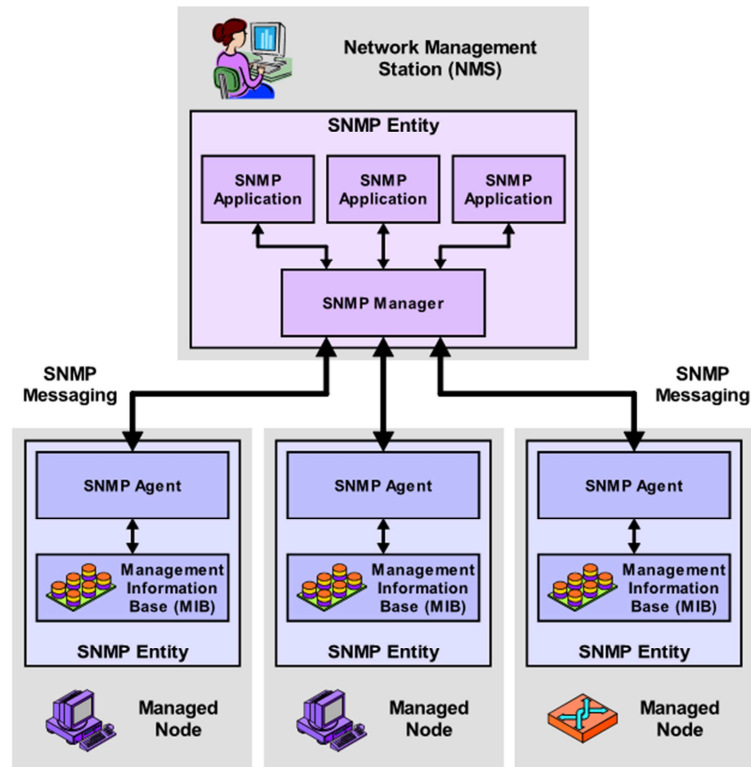 Network Management
Station (NMS)
SNMP Entity
SNMP
Application
SNMP
Application
SNMP
Application
SNMP Manager
SNMP
Messaging
SNMP
Messaging
SNMP Agent
Management
Information
Base (MIB)
SNMP Entity
Managed
Node
SNMP Agent
Management
Information
Base (MIB)
SNMP Entity
Managed
Node
SNMP Agent
Management
Information
Base (MIB)
SNMP Entity
Managed
Node